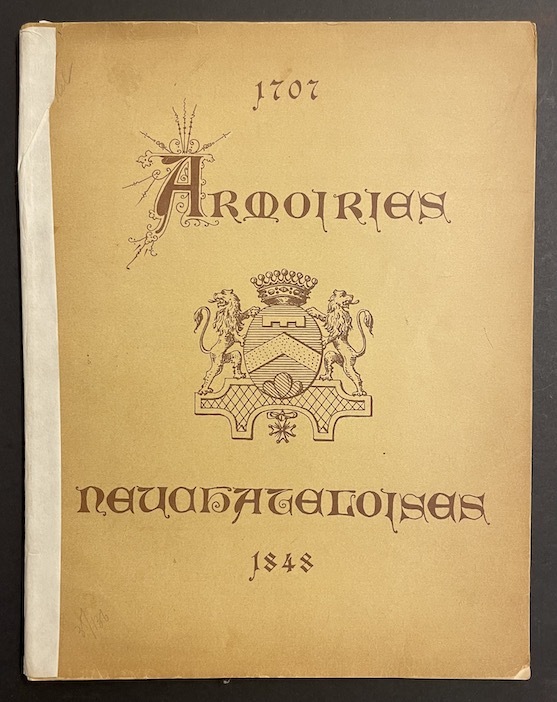 1707
ARMOIRIES
NEUCHATELOISES
1848